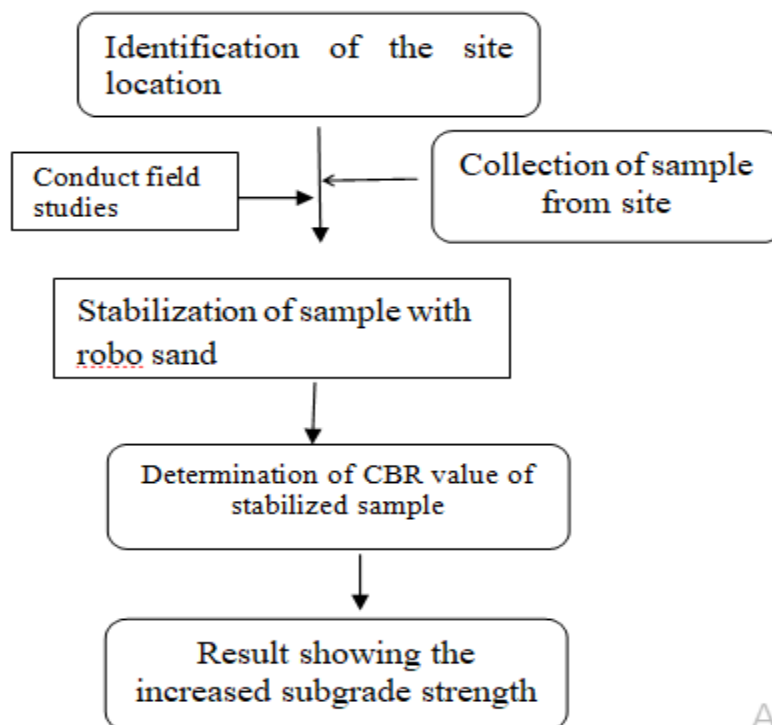 Identification of the site
location
Conduct field
studies
Collection of sample
from site
Stabilization of sample with
robo sand
Determination of CBR value of
stabilized sample
Result showing the
increased subgrade strength
A